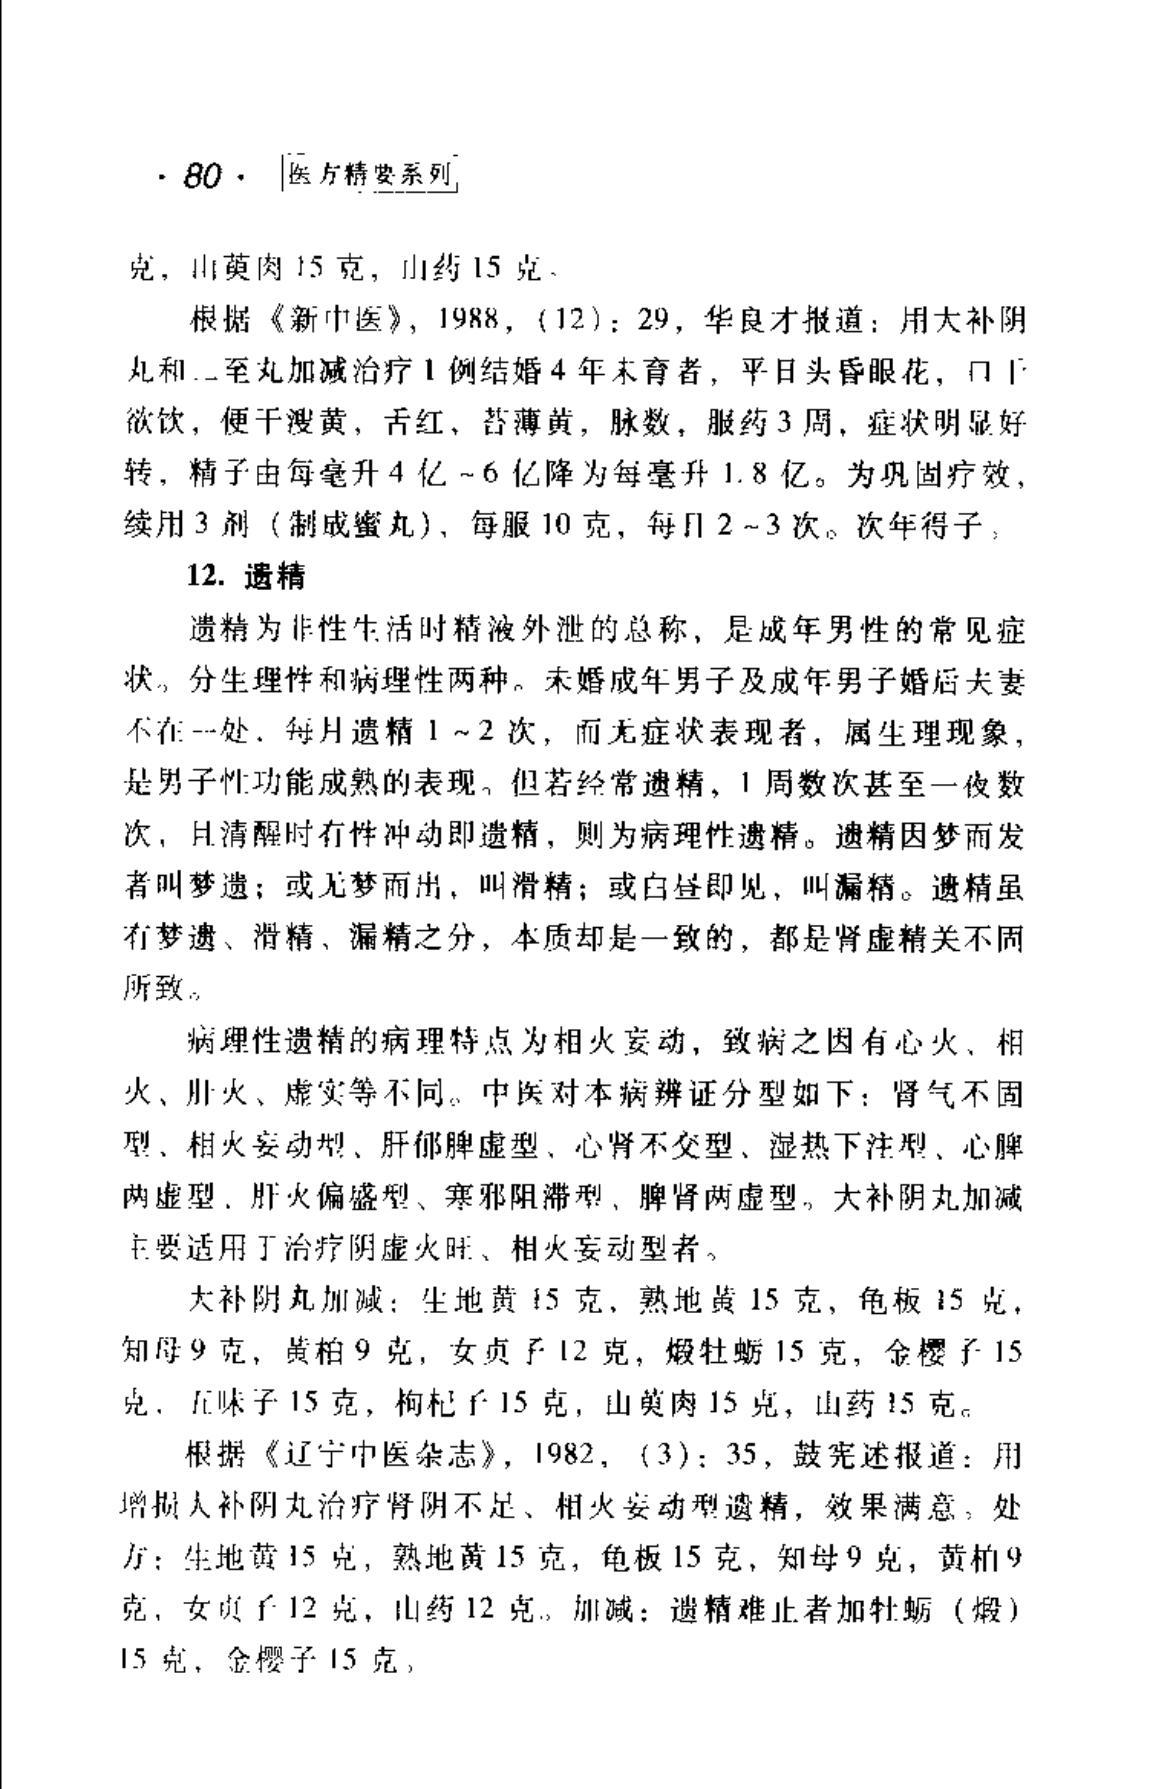 · 80 · 医方精要系列
克，山萸肉 15 克，山药 15 克。
根据《新中医》，1988，(12)：29，华良才报道：用大补阴
丸和二至丸加减治疗 1 例结婚 4 年未育者，平日头昏眼花，口干
欲饮，便干溲黄，舌红、苔薄黄，脉数，服药 3 周，症状明显好
转，精子由每毫升 4 亿 ~ 6 亿降为每毫升 1.8 亿。为巩固疗效，
续用 3 剂（制成蜜丸），每服 10 克，每日 2 ~ 3 次。次年得子。
12. 遗精
遗精为非性生活时精液外泄的总称，是成年男性的常见症
状。分生理性和病理性两种。未婚成年男子及成年男子婚后夫妻
不在一处，每月遗精 1 ~ 2 次，而无症状表现者，属生理现象，
是男子性功能成熟的表现。但若经常遗精，1 周数次甚至一夜数
次，且清醒时有性冲动即遗精，则为病理性遗精。遗精因梦而发
者叫梦遗；或无梦而出，叫滑精；或白昼即见，叫漏精。遗精虽
有梦遗、滑精、漏精之分，本质却是一致的，都是肾虚精关不固
所致。
病理性遗精的病理特点为相火妄动，致病之因有心火、相
火、肝火、虚实等不同。中医对本病辨证分型如下：肾气不固
型、相火妄动型、肝郁脾虚型、心肾不交型、湿热下注型、心脾
两虚型、肝火偏盛型、寒邪阻滞型、脾肾两虚型。大补阴丸加减
主要适用于治疗阴虚火旺、相火妄动型者。
大补阴丸加减：生地黄 15 克，熟地黄 15 克，龟板 15 克，
知母 9 克，黄柏 9 克，女贞子 12 克，煅牡蛎 15 克，金樱子 15
克，五味子 15 克，枸杞子 15 克，山萸肉 15 克，山药 15 克。
根据《辽宁中医杂志》，1982，(3)：35，鼓宪述报道：用
增损大补阴丸治疗肾阴不足、相火妄动型遗精，效果满意。处
方：生地黄 15 克，熟地黄 15 克，龟板 15 克，知母 9 克，黄柏 9
克，女贞子 12 克，山药 12 克。加减：遗精难止者加牡蛎（煅）
15 克，金樱子 15 克。